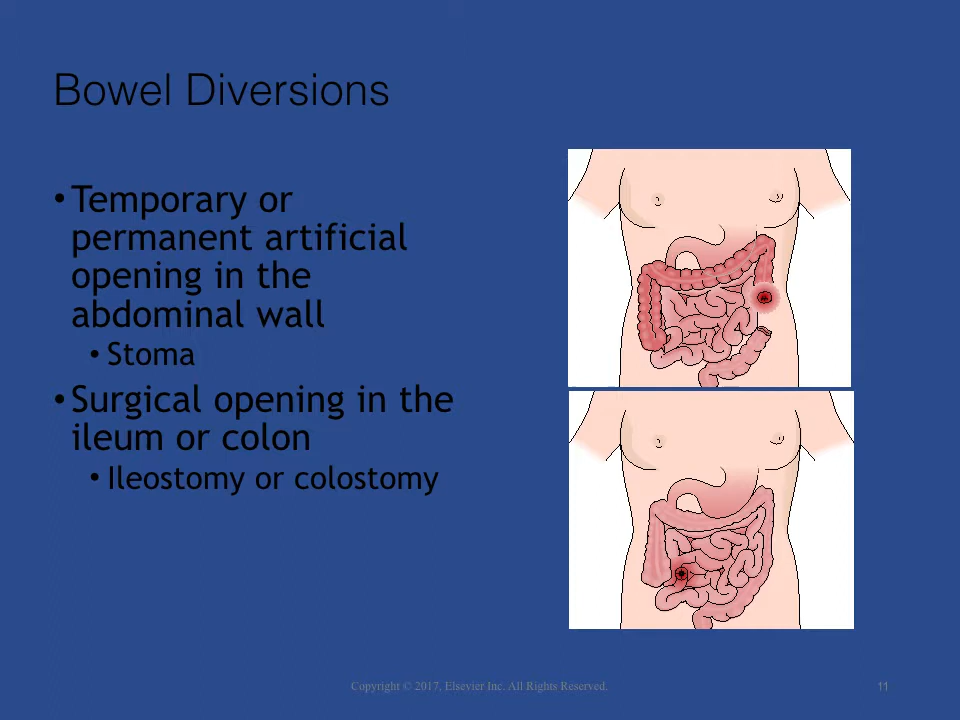 Bowel Diversions
•Temporary or
permanent artificial
opening in the
abdominal wall
• Stoma
•Surgical opening in the
ileum or colon
• Ileostomy or colostomy
Copyright © 2017, Elsevier Inc. All Rights Reserved.
11